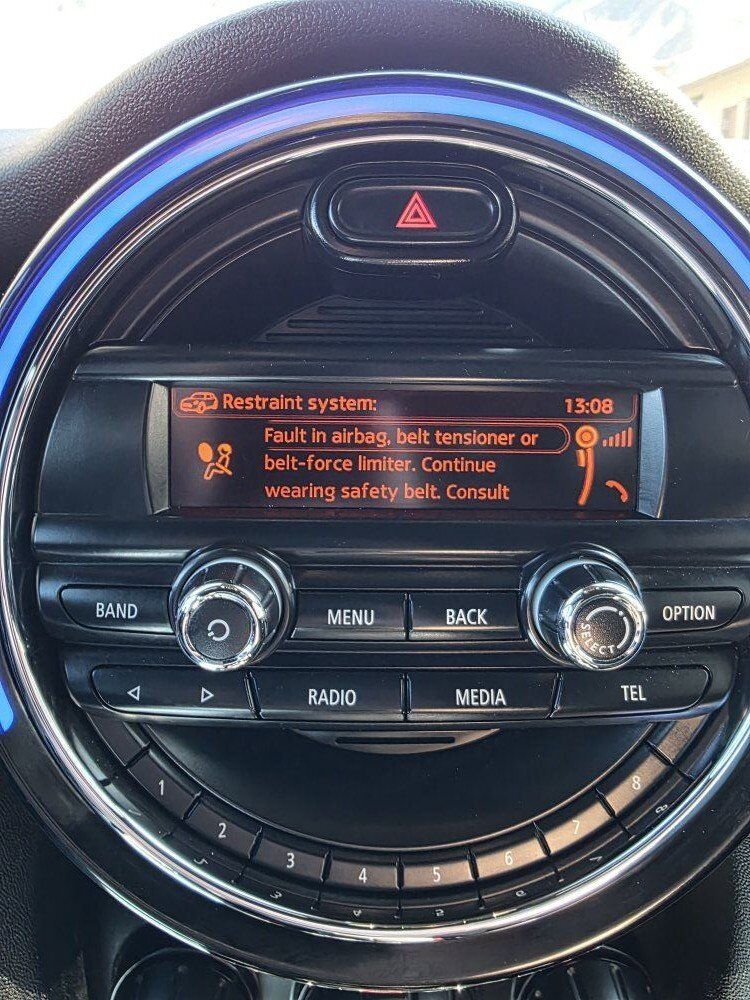 Restraint system: 13:08
Fault in airbag, belt tensioner or
belt-force limiter. Continue
wearing safety belt. Consult
BAND MENU BACK OPTION
SELECT
RADIO MEDIA TEL
1 2 3 4 5 6 7 8